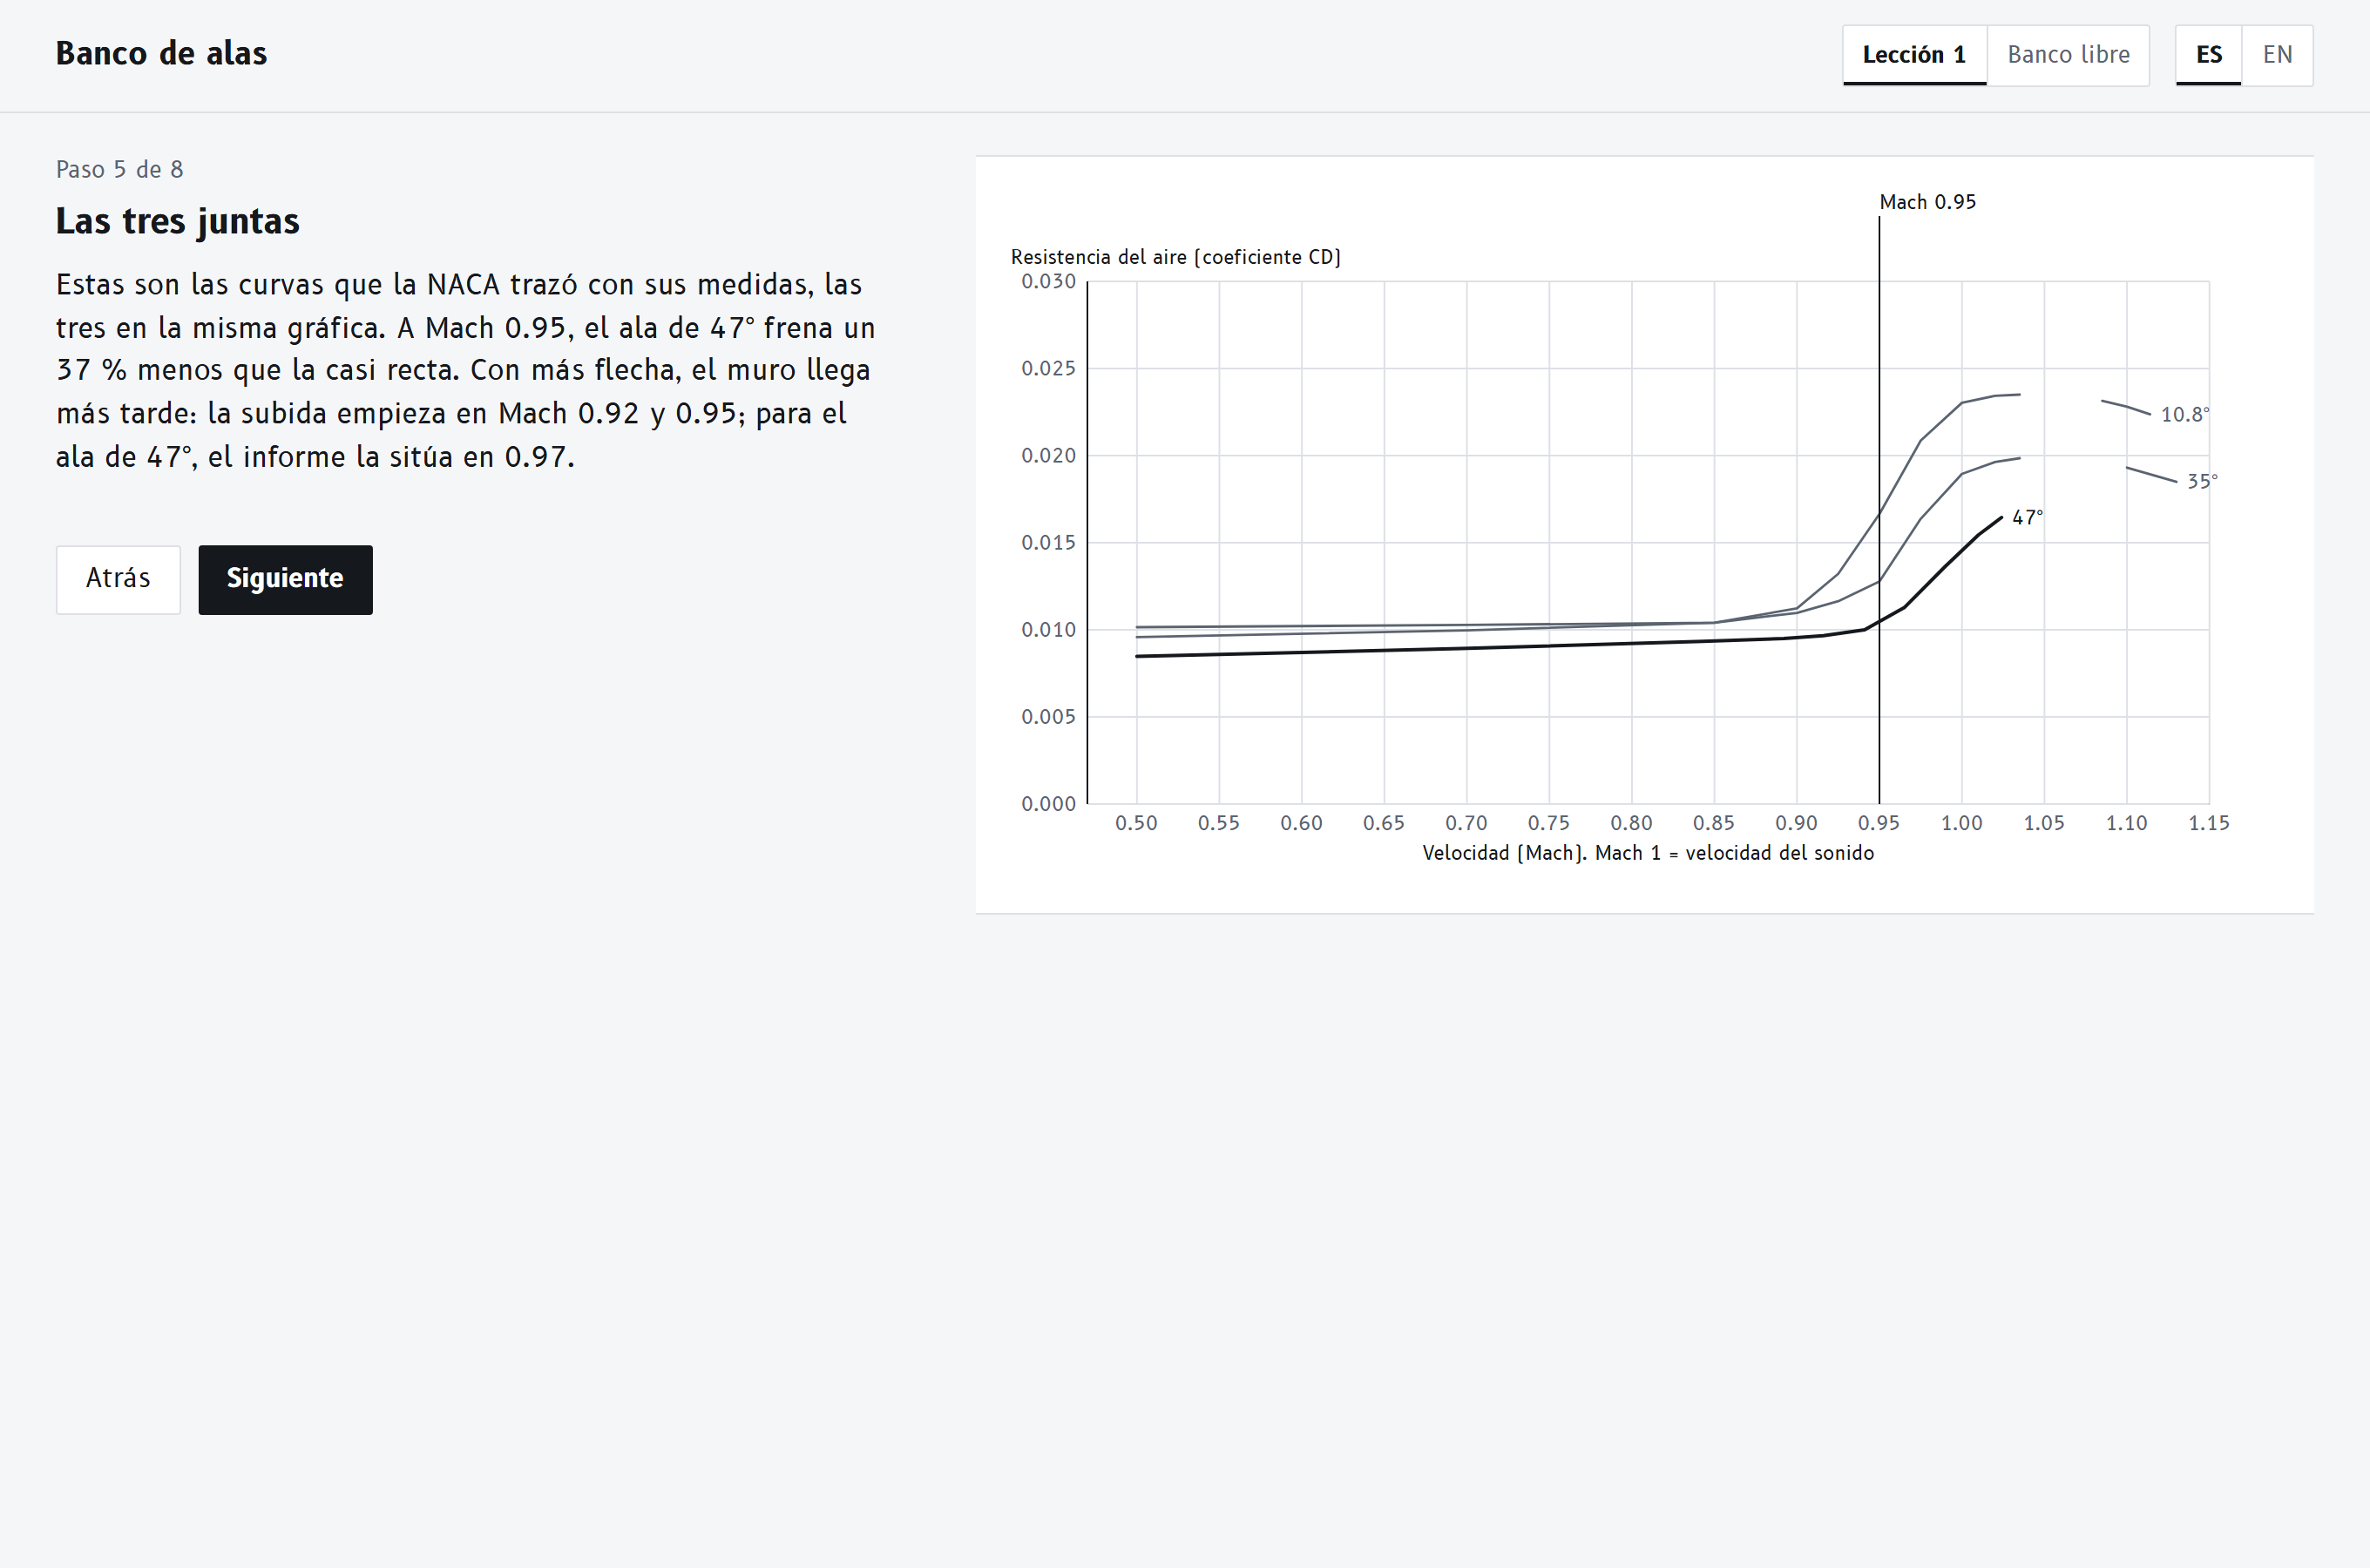 Banco de alas
Lección 1
Banco libre
ES
EN
Paso 5 de 8
Las tres juntas
Estas son las curvas que la NACA trazó con sus medidas, las
tres en la misma gráfica. A Mach 0.95, el ala de 47° frena un
37 % menos que la casi recta. Con más flecha, el muro llega
más tarde: la subida empieza en Mach 0.92 y 0.95; para el
ala de 47°, el informe la sitúa en 0.97.
Atrás
Siguiente
Mach 0.95
Resistencia del aire (coeficiente CD)
0.030
0.025
0.020
0.015
0.010
0.005
0.000
10.8°
35°
47°
0.50 0.55 0.60 0.65 0.70 0.75 0.80 0.85 0.90 0.95 1.00 1.05 1.10 1.15
Velocidad (Mach). Mach 1 = velocidad del sonido